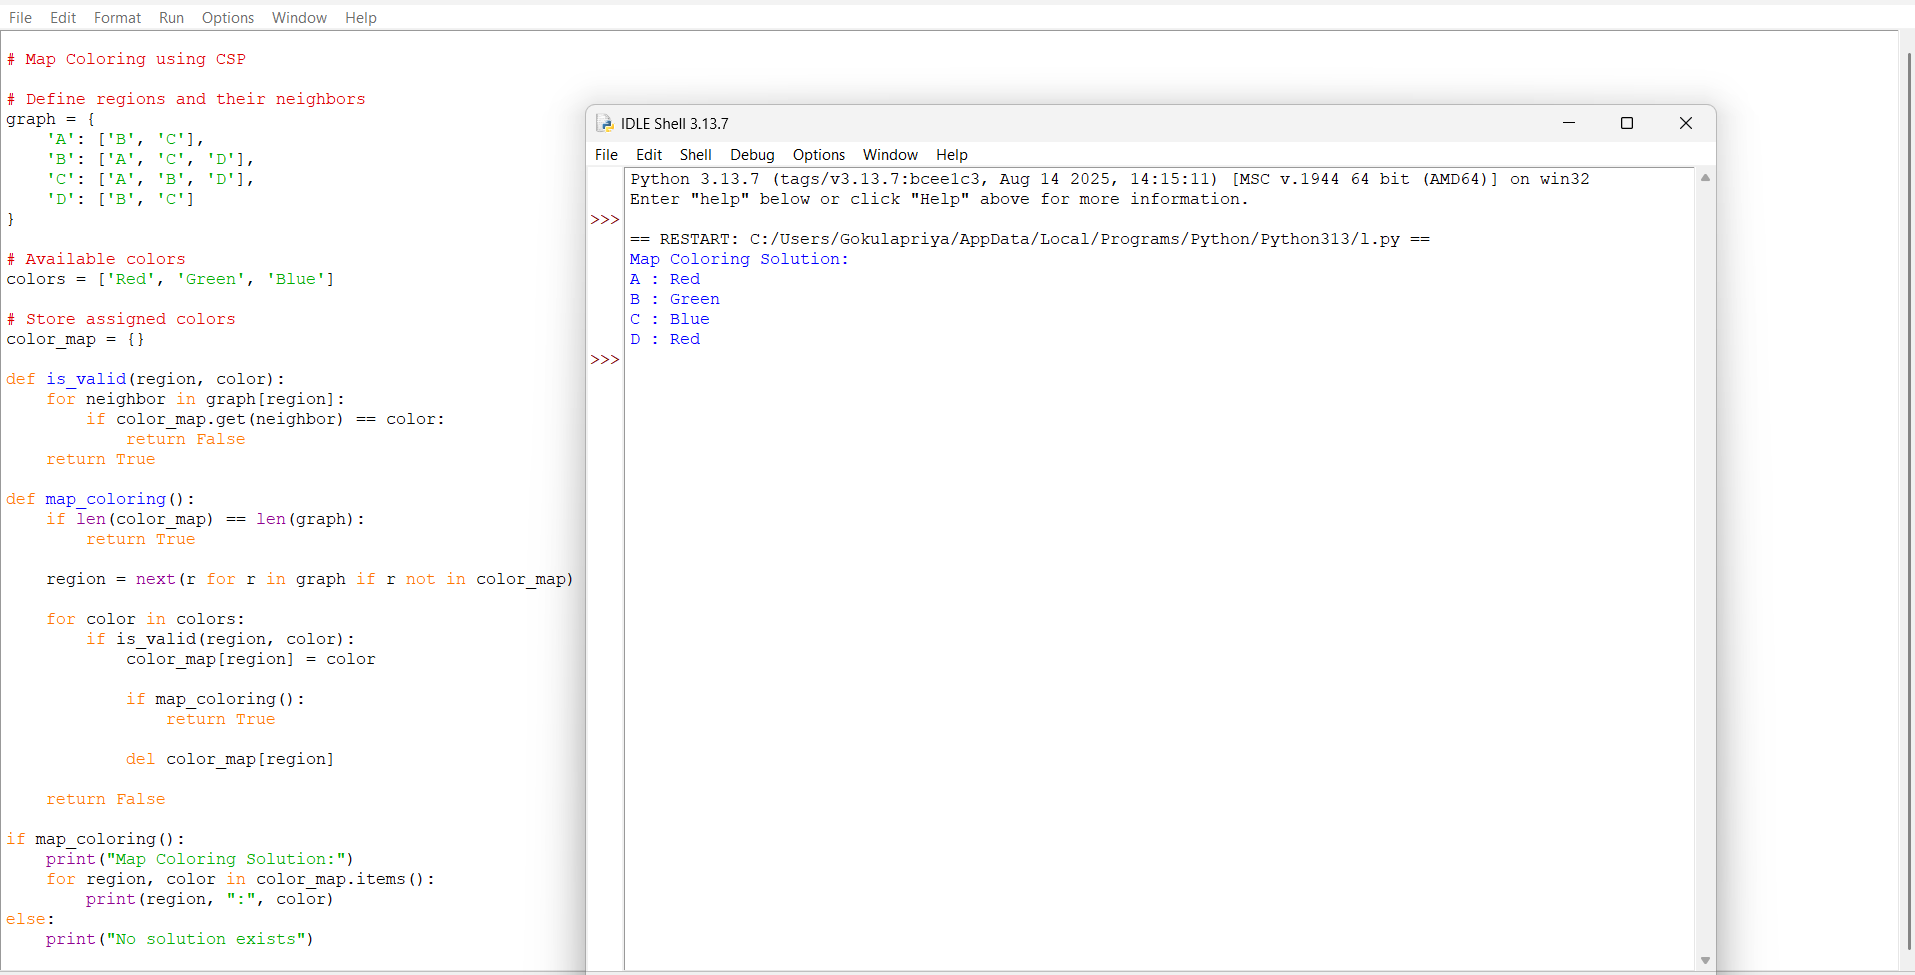 File Edit Format Run Options Window Help
# Map Coloring using CSP
# Define regions and their neighbors
graph = {
    'A': ['B', 'C'],
    'B': ['A', 'C', 'D'],
    'C': ['A', 'B', 'D'],
    'D': ['B', 'C']
}
# Available colors
colors = ['Red', 'Green', 'Blue']
# Store assigned colors
color_map = {}
def is_valid(region, color):
    for neighbor in graph[region]:
        if color_map.get(neighbor) == color:
            return False
    return True
def map_coloring():
    if len(color_map) == len(graph):
        return True
    region = next(r for r in graph if r not in color_map)
    for color in colors:
        if is_valid(region, color):
            color_map[region] = color
            if map_coloring():
                return True
            del color_map[region]
    return False
if map_coloring():
    print("Map Coloring Solution:")
    for region, color in color_map.items():
        print(region, ":", color)
else:
    print("No solution exists")
IDLE Shell 3.13.7
File Edit Shell Debug Options Window Help
Python 3.13.7 (tags/v3.13.7:bcee1c3, Aug 14 2025, 14:15:11) [MSC v.1944 64 bit (AMD64)] on win32
Enter "help" below or click "Help" above for more information.
>>>
== RESTART: C:/Users/Gokulapriya/AppData/Local/Programs/Python/Python313/l.py ==
Map Coloring Solution:
A : Red
B : Green
C : Blue
D : Red
>>>